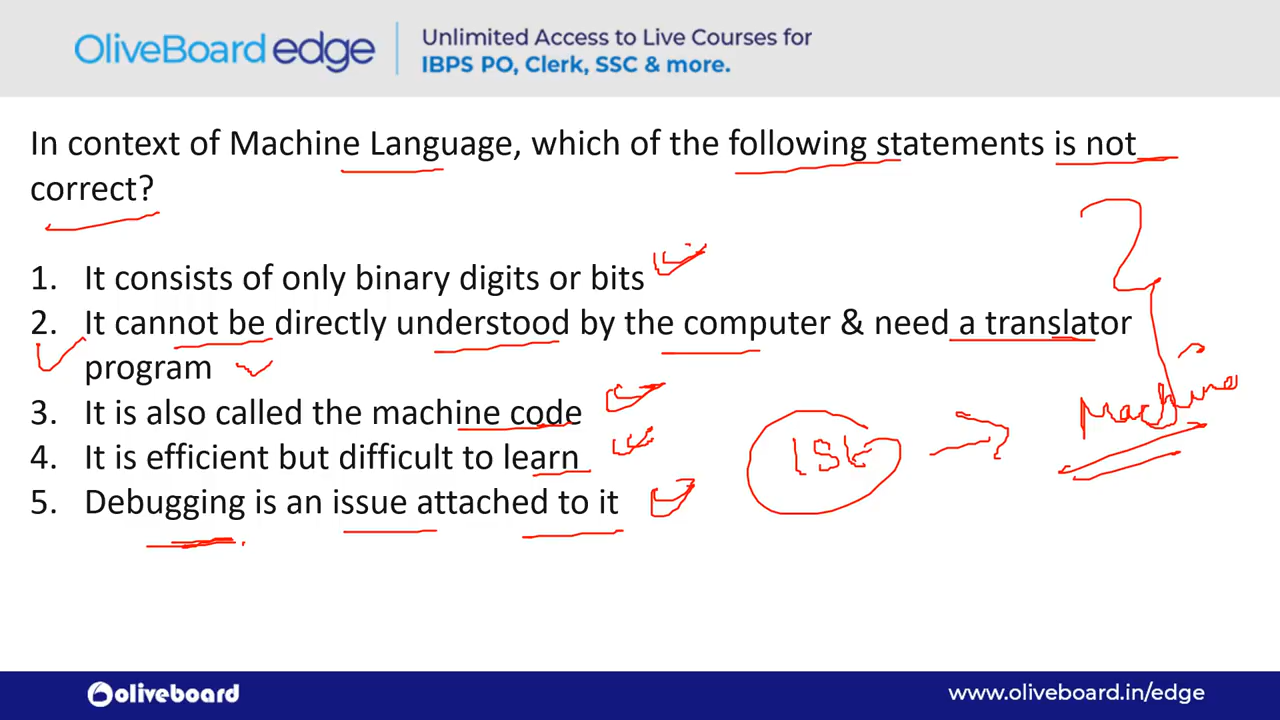 OliveBoard edge
Unlimited Access to Live Courses for
IBPS PO, Clerk, SSC & more.
In context of Machine Language, which of the following statements is not
correct?
1. It consists of only binary digits or bits
2. It cannot be directly understood by the computer & need a translator
program
3. It is also called the machine code
4. It is efficient but difficult to learn
5. Debugging is an issue attached to it
Machine
oliveboard
www.oliveboard.in/edge